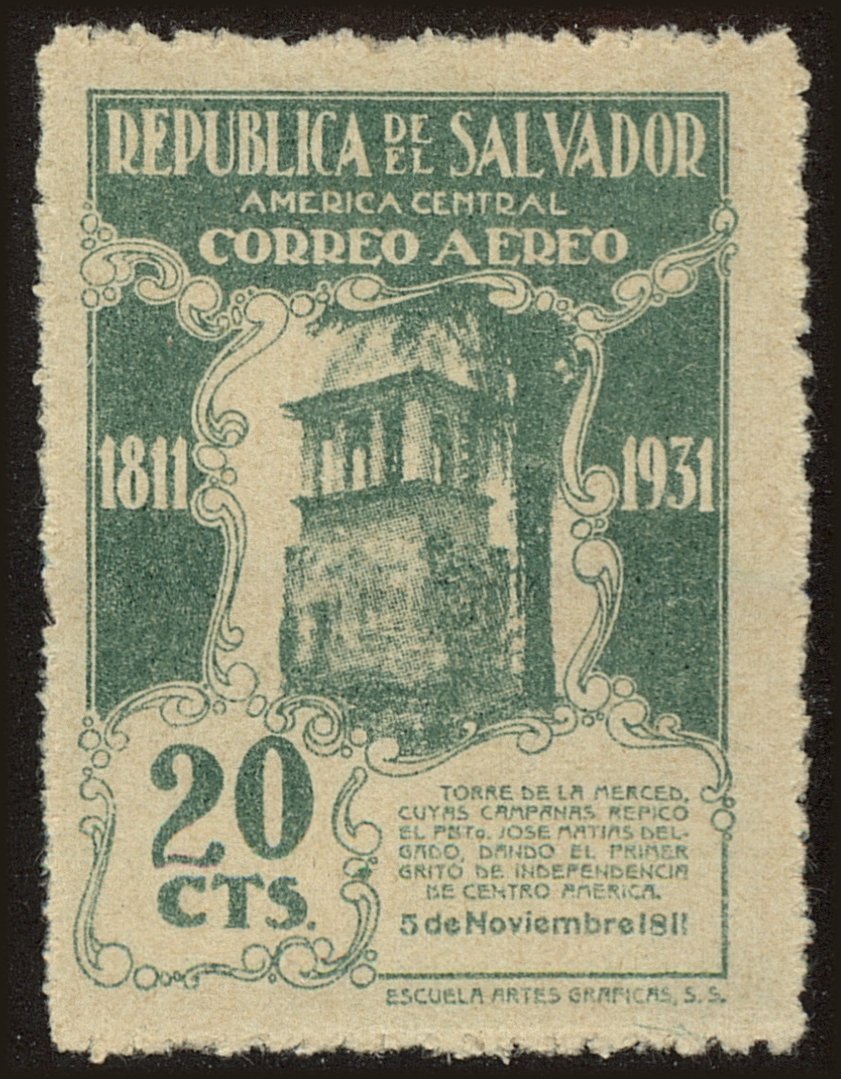 REPUBLICA DE EL SALVADOR
AMERICA CENTRAL
CORREO AEREO
1811 1931
20
CTS.
TORRE DE LA MERCED,
CUYAS CAMPANAS REPICO
EL PBTO. JOSE MATIAS DEL-
GADO, DANDO EL PRIMER
GRITO DE INDEPENDENCIA
DE CENTRO AMERICA.
5 de Noviembre 1811
ESCUELA ARTES GRAFICAS, S. S.